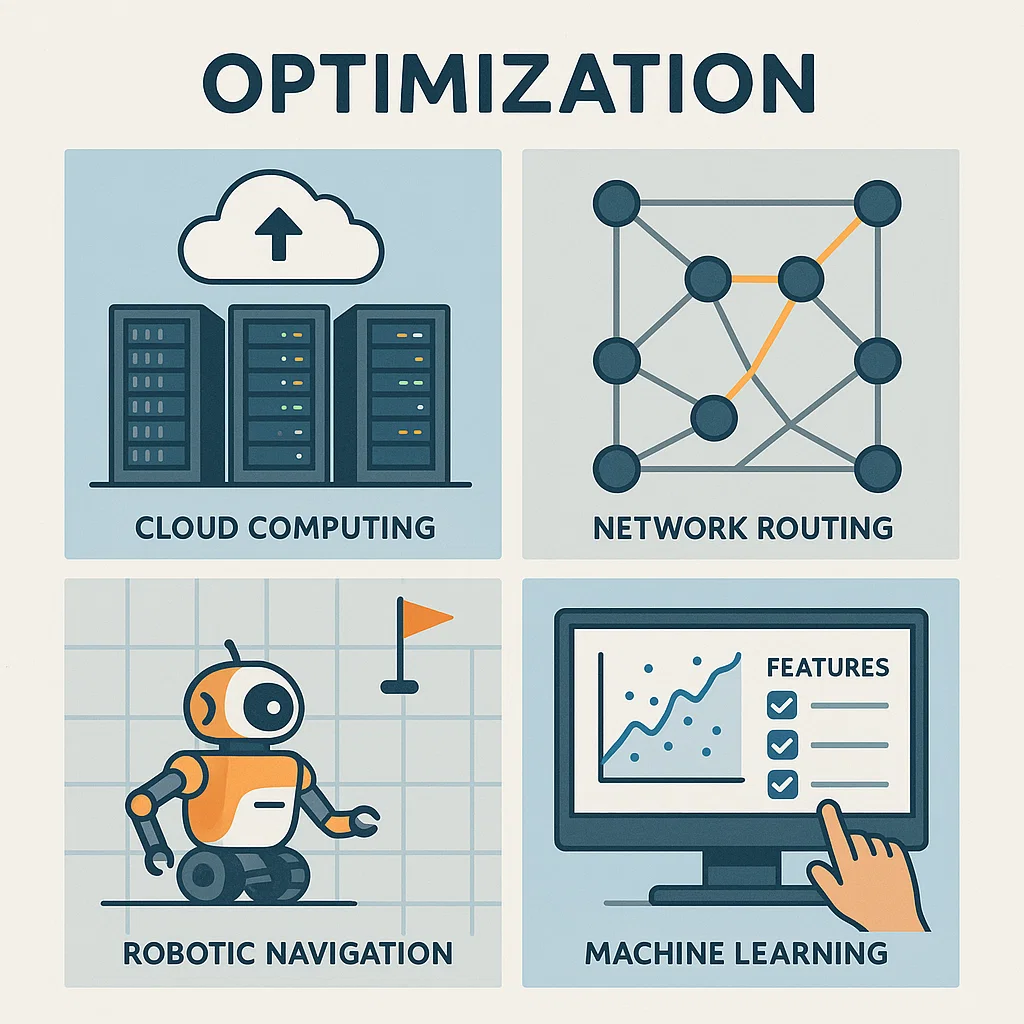 OPTIMIZATION
CLOUD COMPUTING
NETWORK ROUTING
ROBOTIC NAVIGATION
FEATURES
MACHINE LEARNING